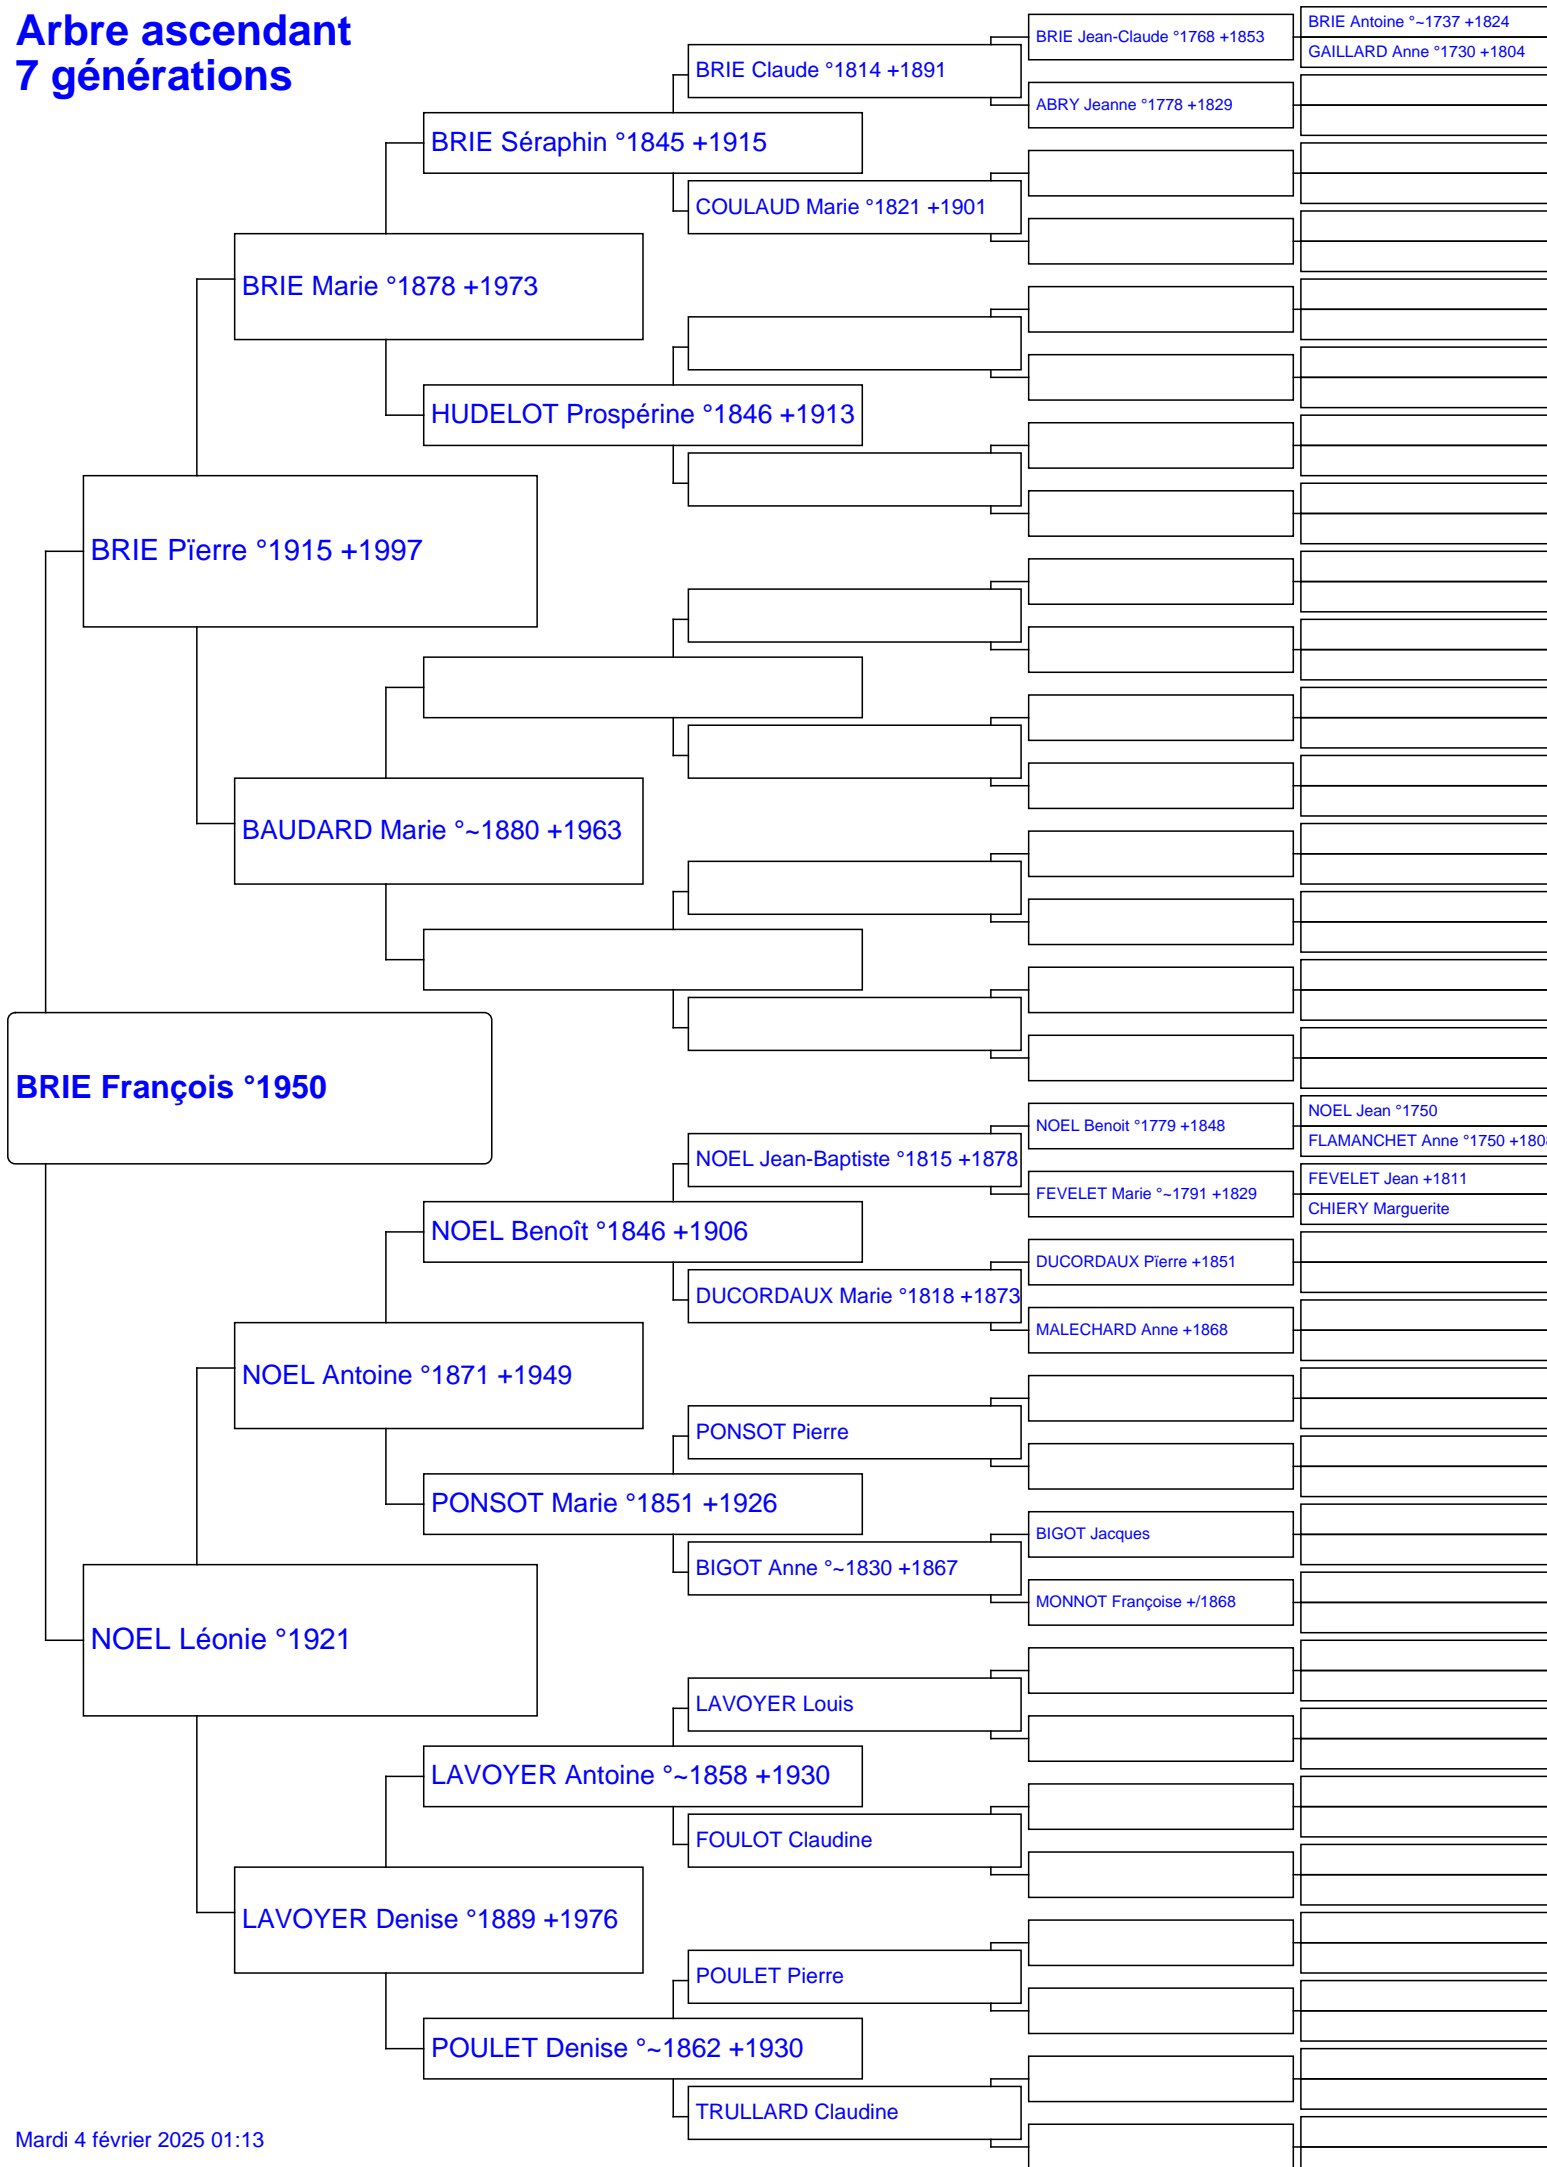 Arbre ascendant
7 générations
BRIE Jean-Claude °1768 +1853
BRIE Antoine °~1737 +1824
GAILLARD Anne °1730 +1804
BRIE Claude °1814 +1891
ABRY Jeanne °1778 +1829
BRIE Séraphin °1845 +1915
COULAUD Marie °1821 +1901
BRIE Marie °1878 +1973
HUDELOT Prospérine °1846 +1913
BRIE Pïerre °1915 +1997
BAUDARD Marie °~1880 +1963
BRIE François °1950
NOEL Jean °1750
NOEL Benoit °1779 +1848
FLAMANCHET Anne °1750 +1808
NOEL Jean-Baptiste °1815 +1878
FEVELET Jean +1811
FEVELET Marie °~1791 +1829
CHIERY Marguerite
NOEL Benoît °1846 +1906
DUCORDAUX Pïerre +1851
DUCORDAUX Marie °1818 +1873
MALECHARD Anne +1868
NOEL Antoine °1871 +1949
PONSOT Pierre
PONSOT Marie °1851 +1926
BIGOT Jacques
BIGOT Anne °~1830 +1867
MONNOT Françoise +/1868
NOEL Léonie °1921
LAVOYER Louis
LAVOYER Antoine °~1858 +1930
FOULOT Claudine
LAVOYER Denise °1889 +1976
POULET Pierre
POULET Denise °~1862 +1930
TRULLARD Claudine
Mardi 4 février 2025 01:13